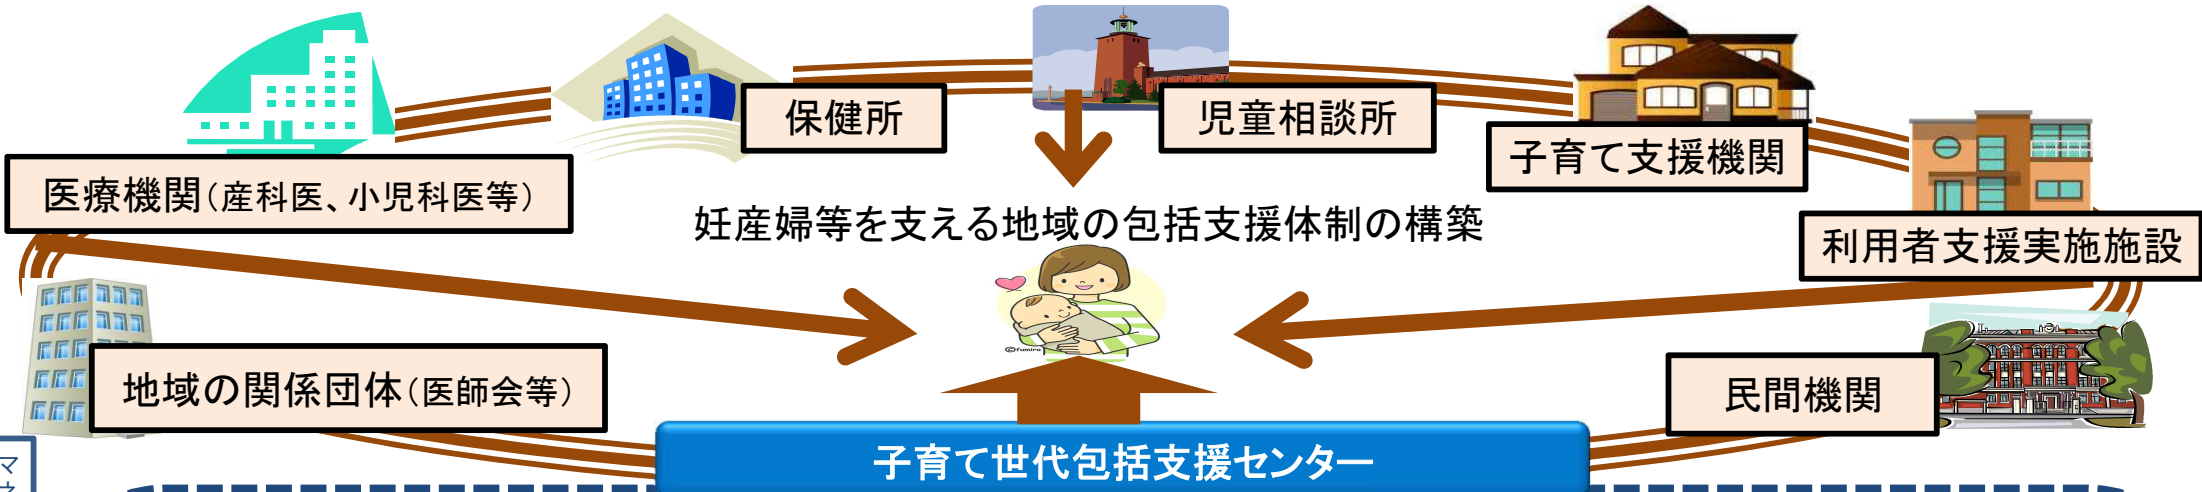 保健所
児童相談所
子育て支援機関
医療機関（産科医、小児科医等）
妊産婦等を支える地域の包括支援体制の構築
利用者支援実施施設
©fumira
地域の関係団体（医師会等）
民間機関
子育て世代包括支援センター
マ
ネ